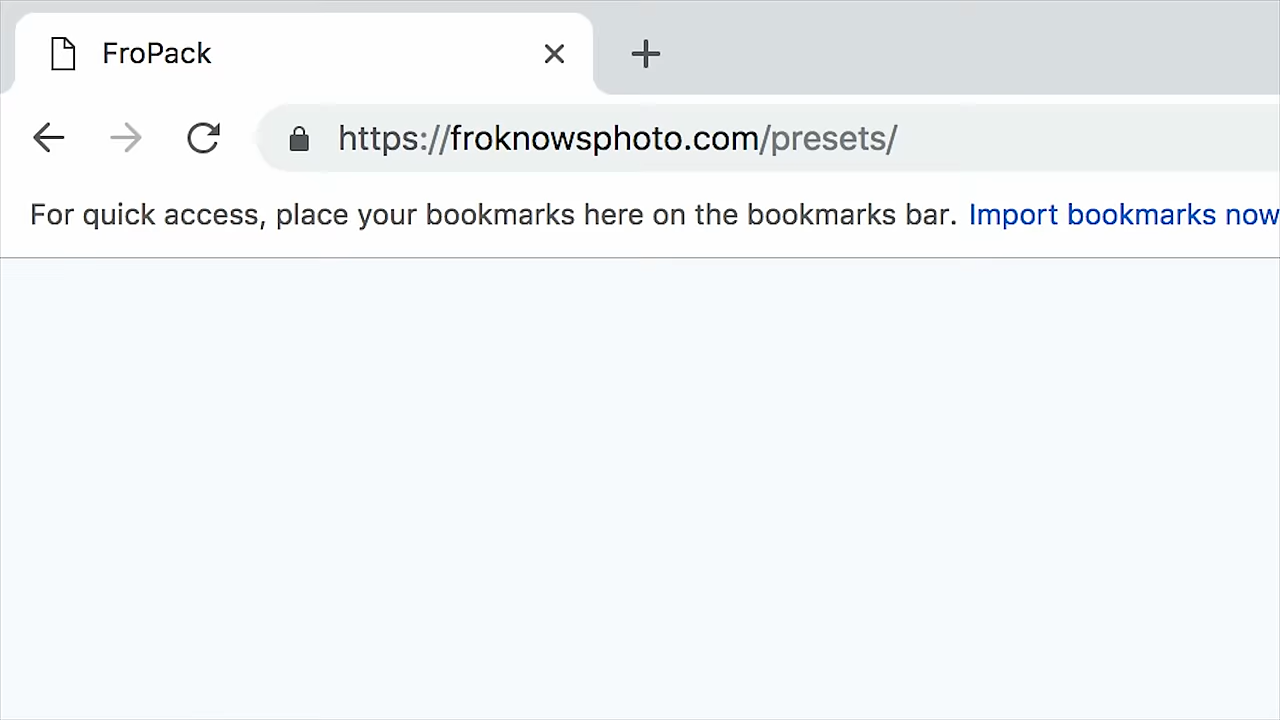 FroPack
https://froknowsphoto.com/presets/
For quick access, place your bookmarks here on the bookmarks bar. Import bookmarks now